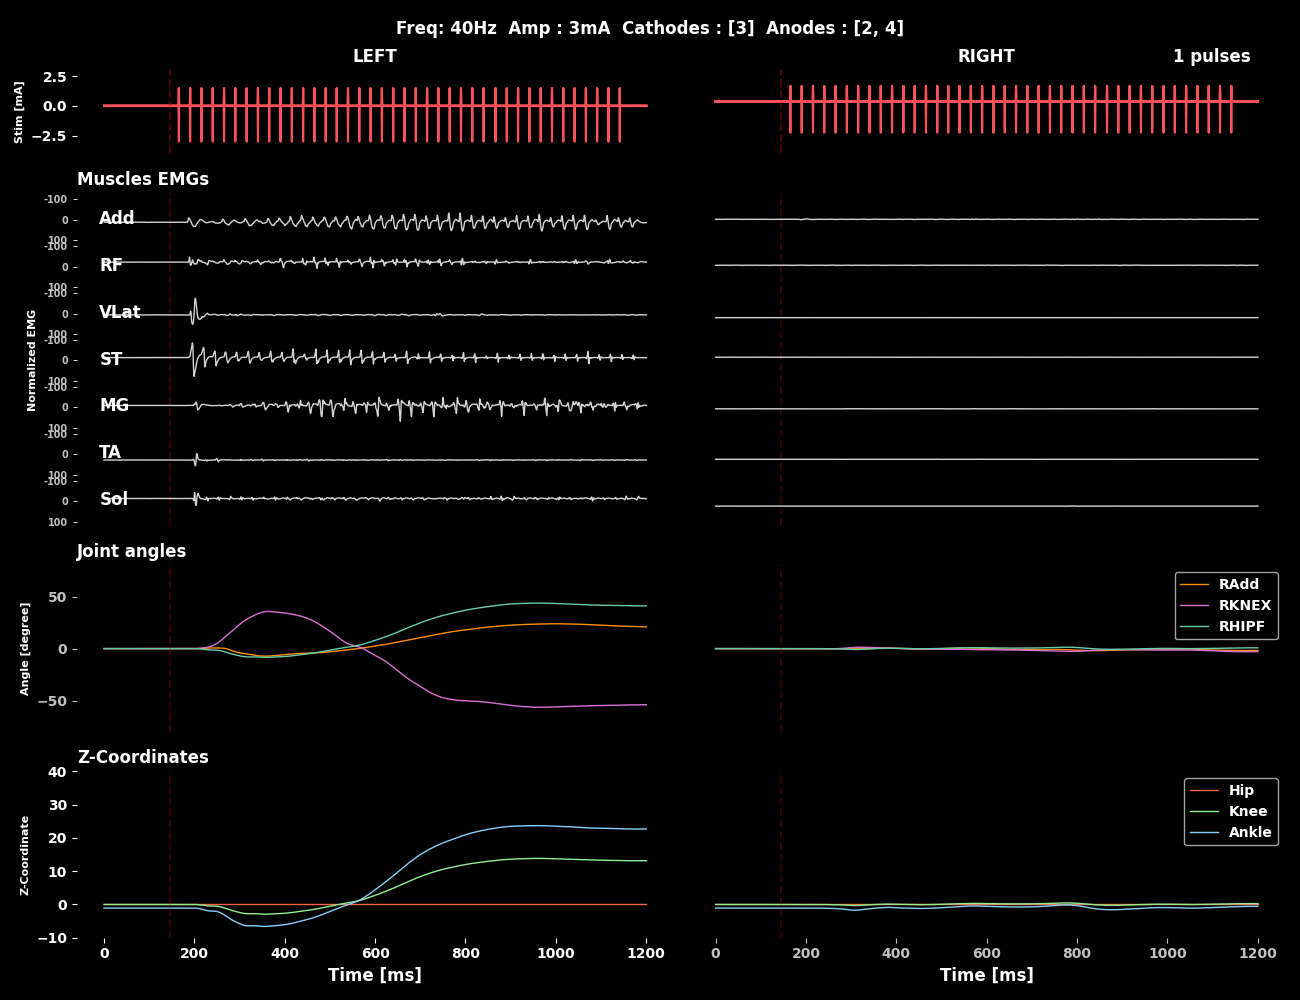 Freq: 40Hz  Amp : 3mA  Cathodes : [3]  Anodes : [2, 4]
LEFT
RIGHT
1 pulses
Stim [mA]
2.5
0.0
−2.5
Muscles EMGs
Normalized EMG
-100
0
100
Add
-100
0
100
RF
-100
0
100
VLat
-100
0
100
ST
-100
0
100
MG
-100
0
100
TA
-100
0
100
Sol
Joint angles
Angle [degree]
50
0
−50
RAdd
RKNEX
RHIPF
Z-Coordinates
Z-Coordinate
40
30
20
10
0
−10
Hip
Knee
Ankle
0 200 400 600 800 1000 1200
0 200 400 600 800 1000 1200
Time [ms]
Time [ms]